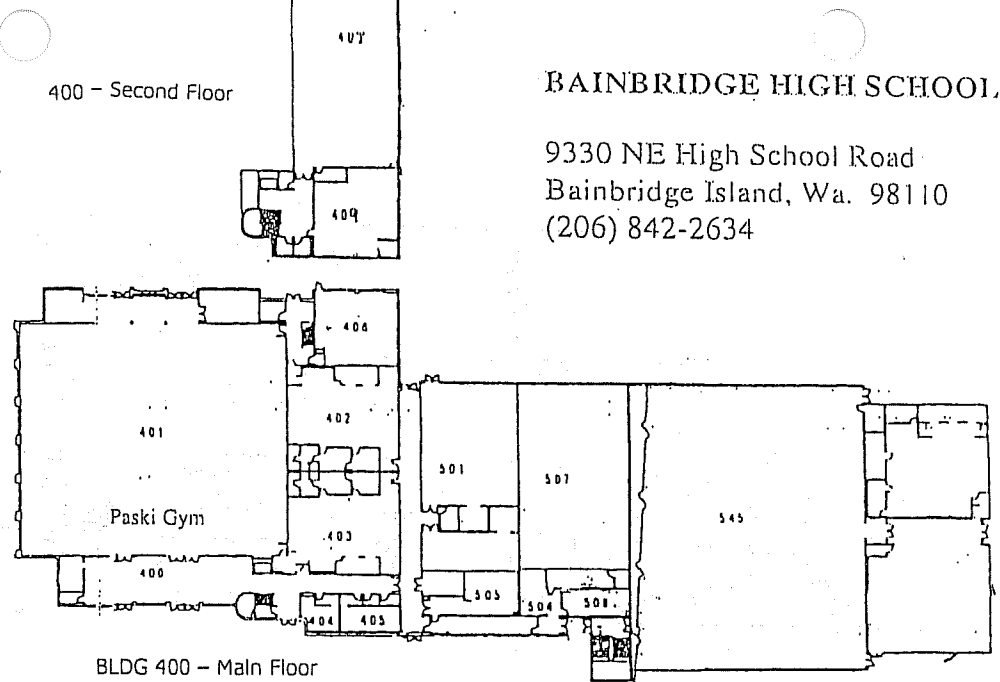 407
400 – Second Floor
BAINBRIDGE HIGH SCHOOL
9330 NE High School Road
Bainbridge Island, Wa. 98110
(206) 842-2634
409
408
402
401
501
507
545
Paski Gym
403
400
505
504
508
404
405
BLDG 400 – Main Floor